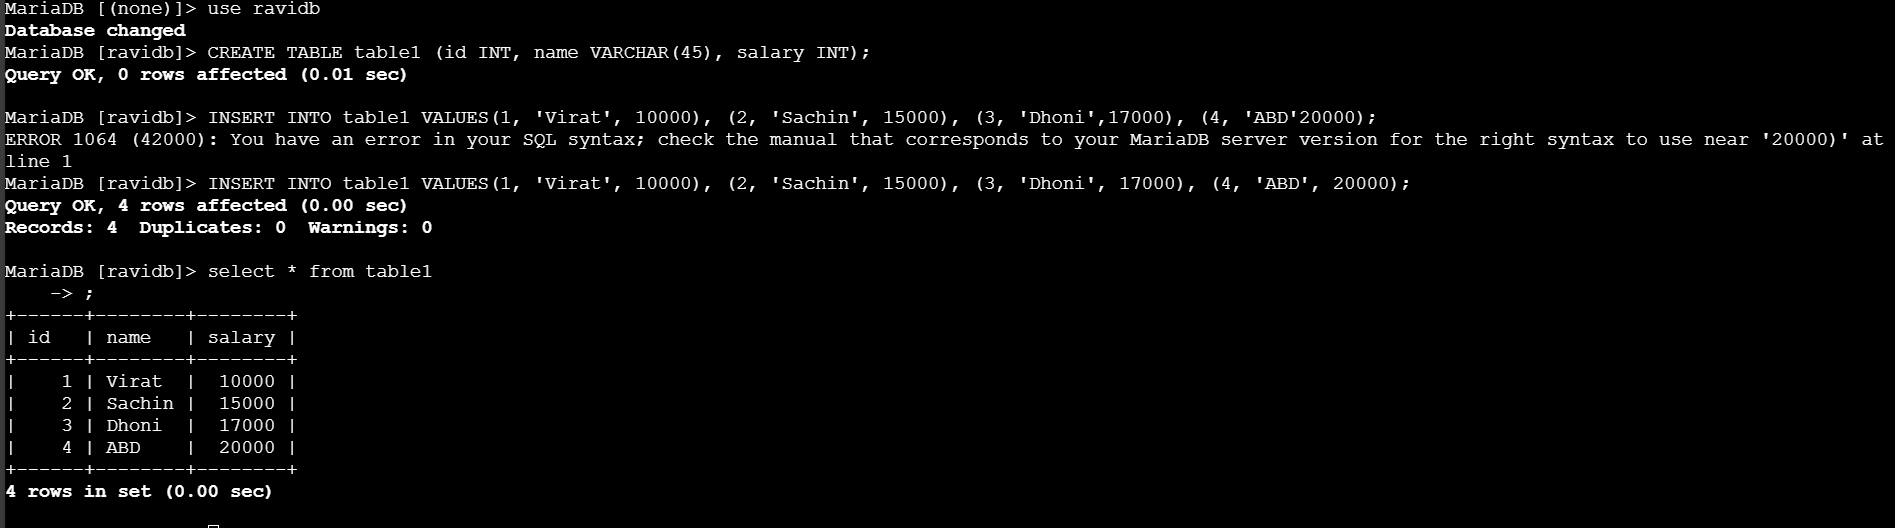 MariaDB [(none)]> use ravidb
Database changed
MariaDB [ravidb]> CREATE TABLE table1 (id INT, name VARCHAR(45), salary INT);
Query OK, 0 rows affected (0.01 sec)
MariaDB [ravidb]> INSERT INTO table1 VALUES(1, 'Virat', 10000), (2, 'Sachin', 15000), (3, 'Dhoni',17000), (4, 'ABD'20000);
ERROR 1064 (42000): You have an error in your SQL syntax; check the manual that corresponds to your MariaDB server version for the right syntax to use near '20000)' at
line 1
MariaDB [ravidb]> INSERT INTO table1 VALUES(1, 'Virat', 10000), (2, 'Sachin', 15000), (3, 'Dhoni', 17000), (4, 'ABD', 20000);
Query OK, 4 rows affected (0.00 sec)
Records: 4  Duplicates: 0  Warnings: 0
MariaDB [ravidb]> select * from table1
    -> ;
+------+--------+--------+
| id   | name   | salary |
+------+--------+--------+
|    1 | Virat  |  10000 |
|    2 | Sachin |  15000 |
|    3 | Dhoni  |  17000 |
|    4 | ABD    |  20000 |
+------+--------+--------+
4 rows in set (0.00 sec)